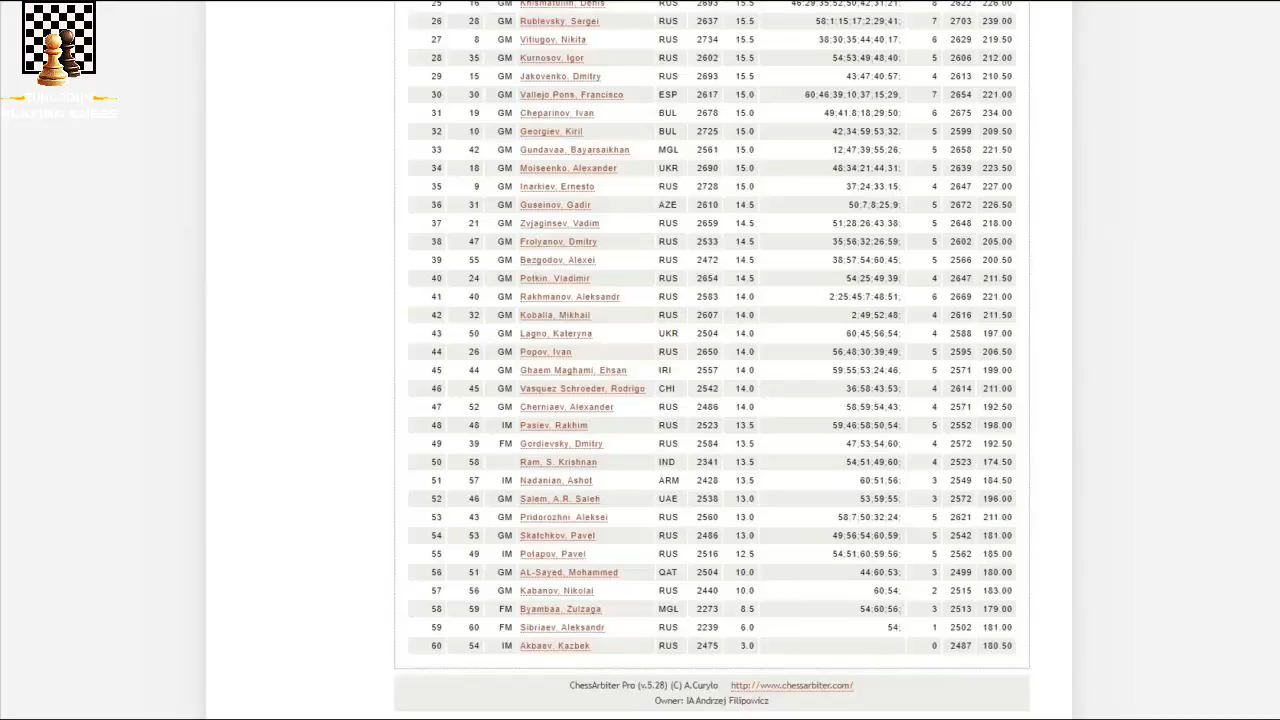 25 16 GM Khismatulin, Denis RUS 2693 15.5 46;29;35;52;50;42;31;21; 8 2622 226.00
26 28 GM Rublevsky, Sergei RUS 2637 15.5 58;1;15;17;2;29;41; 7 2703 239.00
27 8 GM Vitiugov, Nikita RUS 2734 15.5 38;30;35;44;40;17; 6 2629 219.50
28 35 GM Kurnosov, Igor RUS 2602 15.5 54;53;49;48;40; 5 2606 212.00
29 15 GM Jakovenko, Dmitry RUS 2693 15.5 43;47;40;57; 4 2613 210.50
30 30 GM Vallejo Pons, Francisco ESP 2617 15.0 60;46;39;10;37;15;29; 7 2654 221.00
31 19 GM Cheparinov, Ivan BUL 2678 15.0 49;41;8;18;29;50; 6 2675 234.00
32 10 GM Georgiev, Kiril BUL 2725 15.0 42;34;59;53;32; 5 2599 209.50
33 42 GM Gundavaa, Bayarsaikhan MGL 2561 15.0 12;47;39;55;26; 5 2658 221.50
34 18 GM Moiseenko, Alexander UKR 2690 15.0 48;34;21;44;31; 5 2639 223.50
35 9 GM Inarkiev, Ernesto RUS 2728 15.0 37;24;33;15; 4 2647 227.00
36 31 GM Guseinov, Gadir AZE 2610 14.5 50;7;8;25;9; 5 2672 226.50
37 21 GM Zvjaginsev, Vadim RUS 2659 14.5 51;28;26;43;38; 5 2648 218.00
38 47 GM Frolyanov, Dmitry RUS 2533 14.5 35;56;32;26;59; 5 2602 205.00
39 55 GM Bezgodov, Alexei RUS 2472 14.5 38;57;54;60;45; 5 2566 200.50
40 24 GM Potkin, Vladimir RUS 2654 14.5 54;25;49;39; 4 2647 211.50
41 40 GM Rakhmanov, Aleksandr RUS 2583 14.0 2;25;45;7;48;51; 6 2669 221.00
42 32 GM Kobalia, Mikhail RUS 2607 14.0 2;49;52;48; 4 2616 211.50
43 50 GM Lagno, Kateryna UKR 2504 14.0 60;45;56;54; 4 2588 197.00
44 26 GM Popov, Ivan RUS 2650 14.0 56;48;30;39;49; 5 2595 206.50
45 44 GM Ghaem Maghami, Ehsan IRI 2557 14.0 59;55;53;24;46; 5 2571 199.00
46 45 GM Vasquez Schroeder, Rodrigo CHI 2542 14.0 36;58;43;53; 4 2614 211.00
47 52 GM Cherniaev, Alexander RUS 2486 14.0 58;59;54;43; 4 2571 192.50
48 48 IM Pasiev, Rakhim RUS 2523 13.5 59;46;58;50;54; 5 2552 198.00
49 39 FM Gordievsky, Dmitry RUS 2584 13.5 47;53;54;60; 4 2572 192.50
50 58 Ram, S. Krishnan IND 2341 13.5 54;51;49;60; 4 2523 174.50
51 57 IM Nadanian, Ashot ARM 2428 13.5 60;51;56; 3 2549 184.50
52 46 GM Salem, A.R. Saleh UAE 2538 13.0 53;59;55; 3 2572 196.00
53 43 GM Pridorozhni, Aleksei RUS 2560 13.0 58;7;50;32;24; 5 2621 211.00
54 53 GM Skatchkov, Pavel RUS 2486 13.0 49;56;54;60;59; 5 2542 181.00
55 49 IM Potapov, Pavel RUS 2516 12.5 54;51;60;59;56; 5 2562 185.00
56 51 GM AL-Sayed, Mohammed QAT 2504 10.0 44;60;53; 3 2499 180.00
57 56 GM Kabanov, Nikolai RUS 2440 10.0 60;54; 2 2515 183.00
58 59 FM Byambaa, Zulzaga MGL 2273 8.5 54;60;56; 3 2513 179.00
59 60 FM Sibriaev, Aleksandr RUS 2239 6.0 54; 1 2502 181.00
60 54 IM Akbaev, Kazbek RUS 2475 3.0 0 2487 180.50
ChessArbiter Pro (v.5.28) (C) A.Curyło http://www.chessarbiter.com/
Owner: IA Andrzej Filipowicz